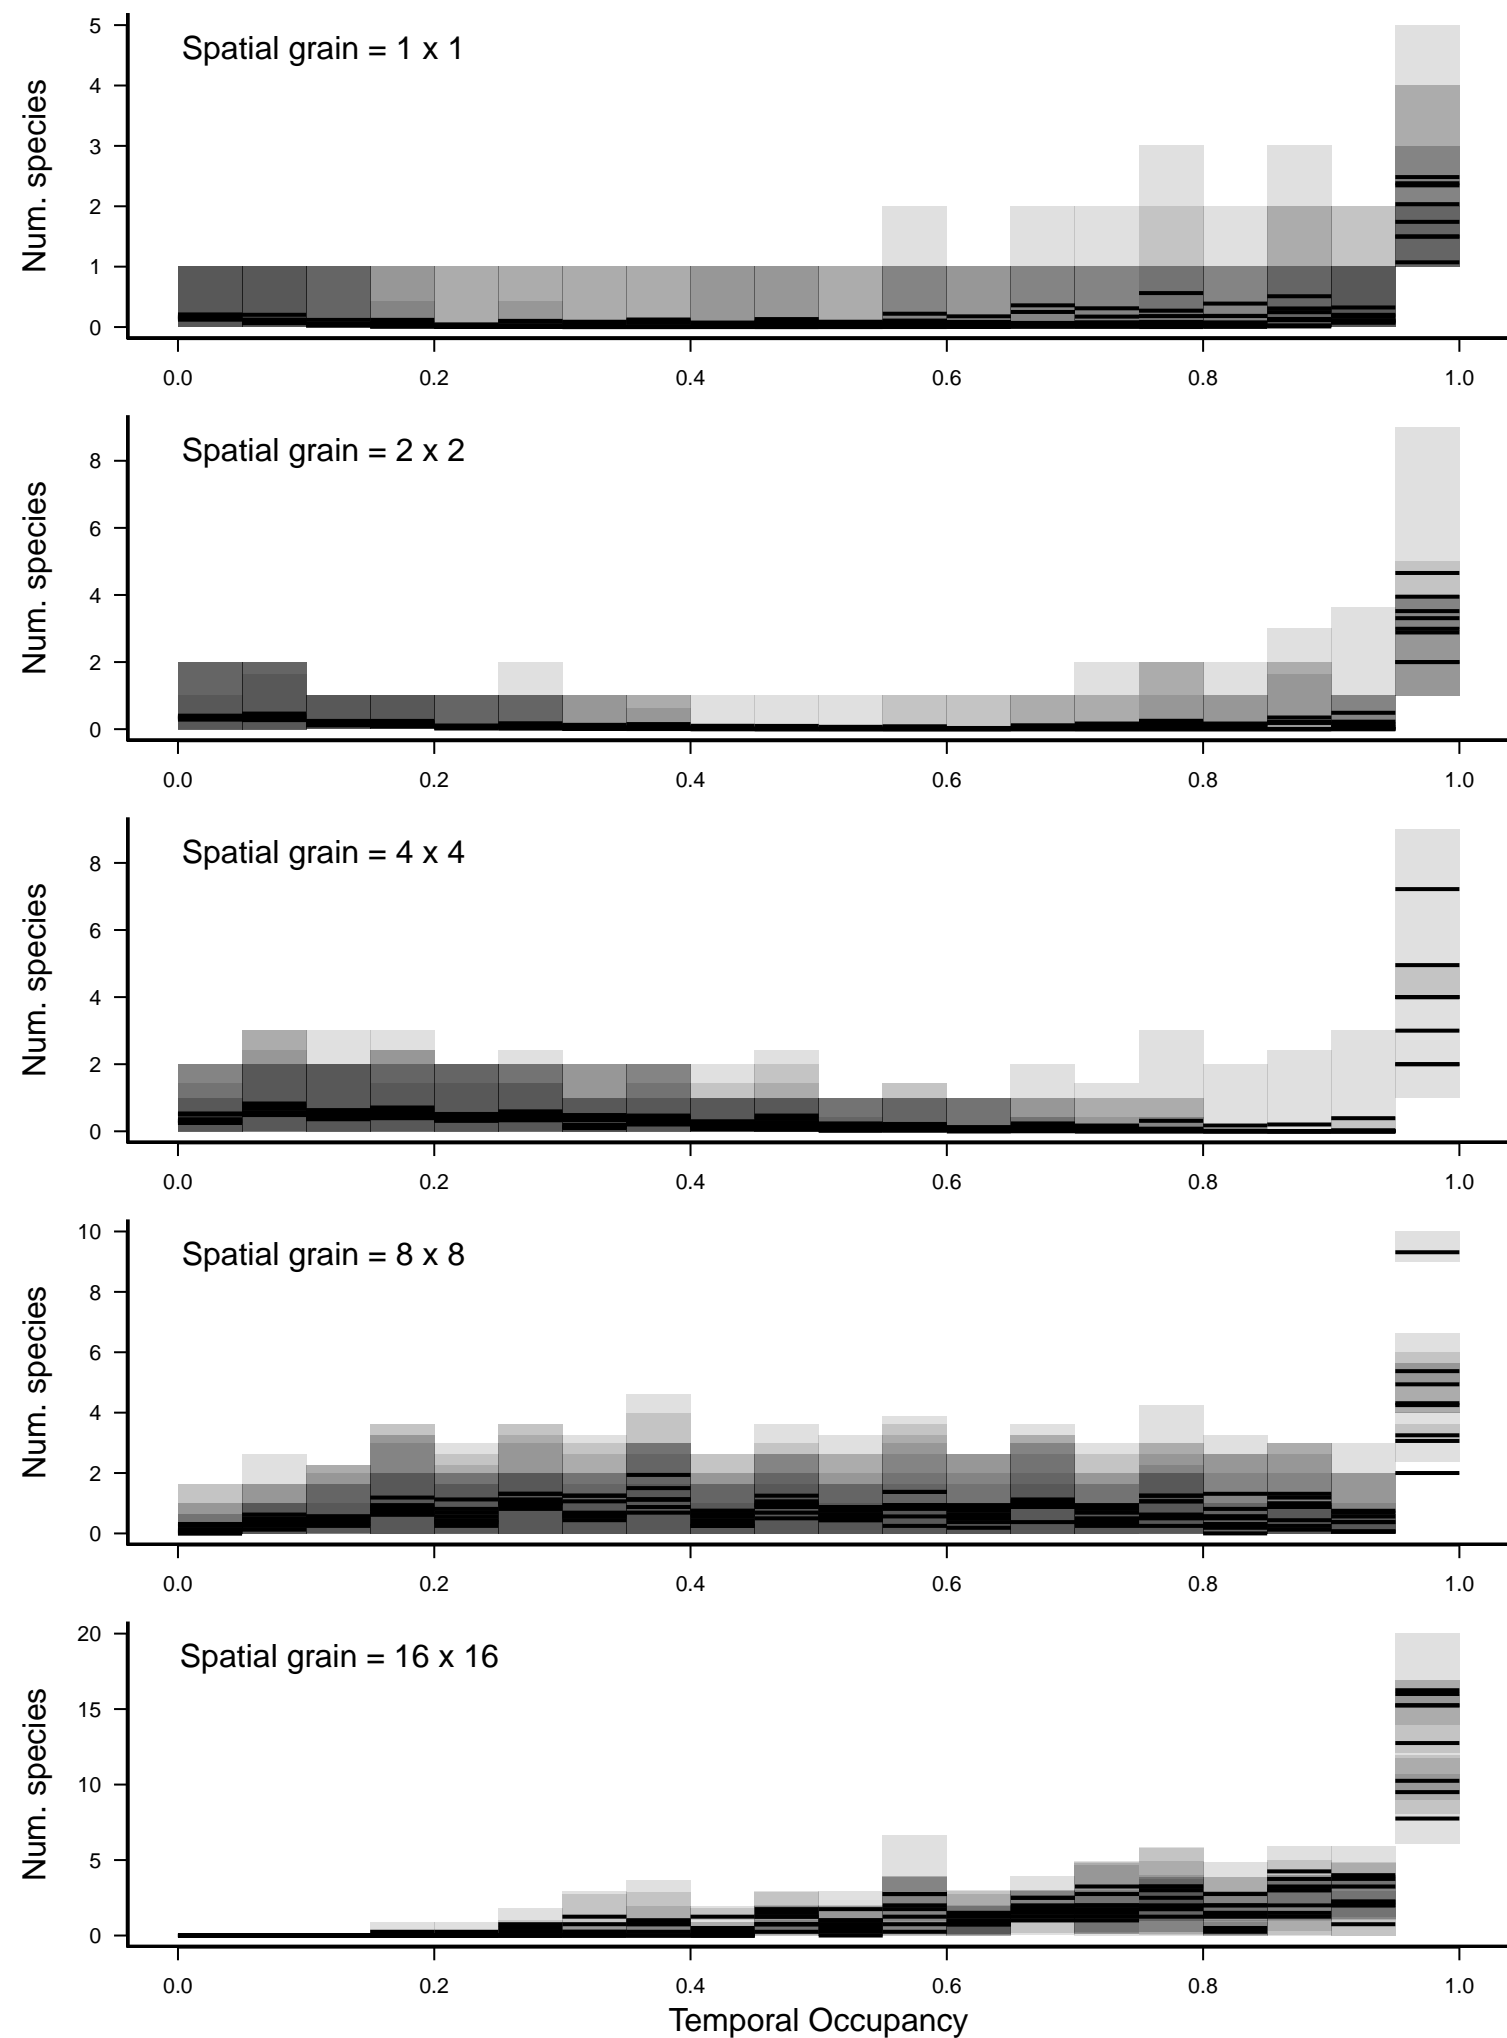 Spatial grain = 1 x 1
Num. species
5
4
3
2
1
0
0.0 0.2 0.4 0.6 0.8 1.0
Spatial grain = 2 x 2
Num. species
8
6
4
2
0
0.0 0.2 0.4 0.6 0.8 1.0
Spatial grain = 4 x 4
Num. species
8
6
4
2
0
0.0 0.2 0.4 0.6 0.8 1.0
Spatial grain = 8 x 8
Num. species
10
8
6
4
2
0
0.0 0.2 0.4 0.6 0.8 1.0
Spatial grain = 16 x 16
Num. species
20
15
10
5
0
0.0 0.2 0.4 0.6 0.8 1.0
Temporal Occupancy